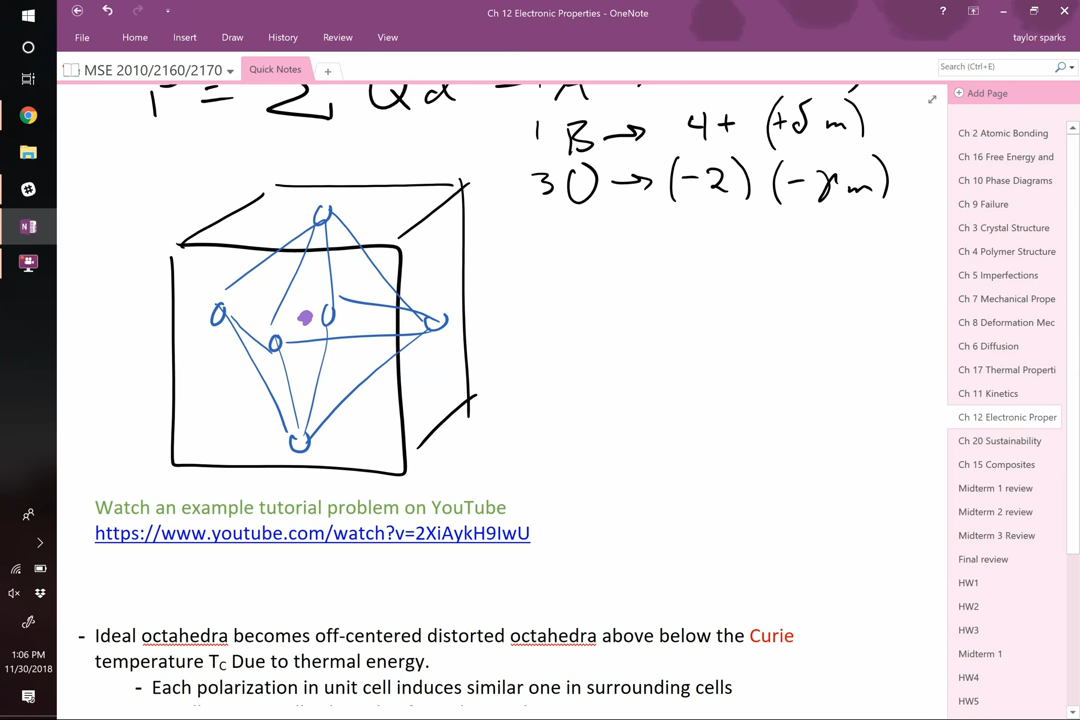 Ch 12 Electronic Properties - OneNote
?
File Home Insert Draw History Review View
taylor sparks
MSE 2010/2160/2170
Quick Notes
+
Search (Ctrl+E)
Add Page
Ch 2 Atomic Bonding
Ch 16 Free Energy and
Ch 10 Phase Diagrams
Ch 9 Failure
Ch 3 Crystal Structure
Ch 4 Polymer Structure
Ch 5 Imperfections
Ch 7 Mechanical Prope
Ch 8 Deformation Mec
Ch 6 Diffusion
Ch 17 Thermal Properti
Ch 11 Kinetics
Ch 12 Electronic Proper
Ch 20 Sustainability
Ch 15 Composites
Midterm 1 review
Midterm 2 review
Midterm 3 Review
Final review
HW1
HW2
HW3
Midterm 1
HW4
HW5
1 B → 4+ (+δ m)
3 O → (-2) (-γ m)
Watch an example tutorial problem on YouTube
https://www.youtube.com/watch?v=2XiAykH9IwU
- Ideal octahedra becomes off-centered distorted octahedra above below the Curie
temperature TC Due to thermal energy.
- Each polarization in unit cell induces similar one in surrounding cells
1:06 PM
11/30/2018